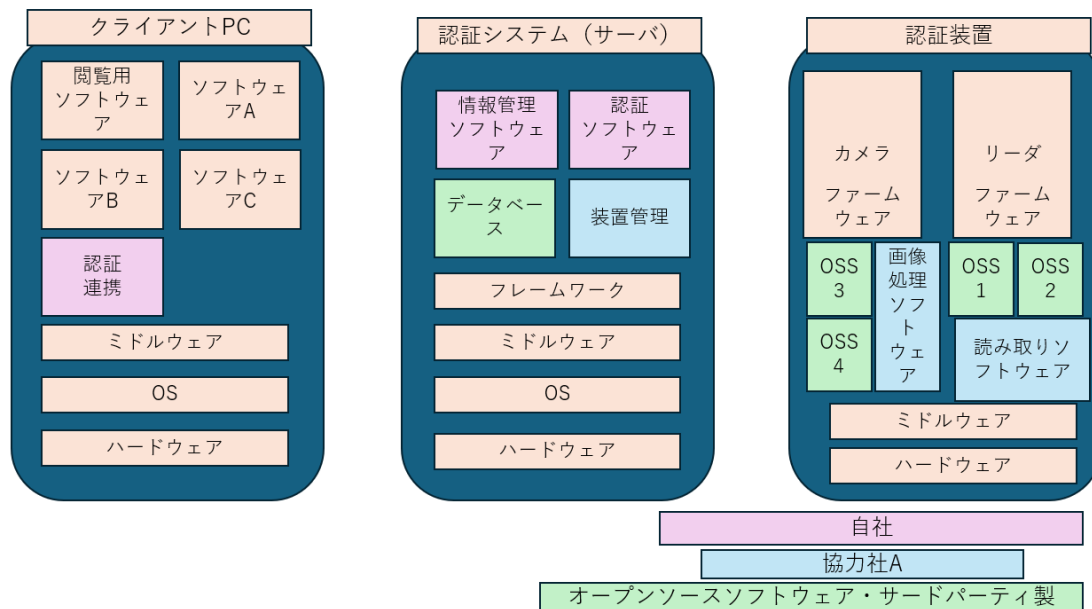 クライアントPC
閲覧用
ソフトウェ
ア
ソフトウェ
アA
ソフトウェ
アB
ソフトウェ
アC
認証
連携
ミドルウェア
OS
ハードウェア
認証システム（サーバ）
情報管理
ソフトウェ
ア
認証
ソフトウェ
ア
データベー
ス
装置管理
フレームワーク
ミドルウェア
OS
ハードウェア
認証装置
カメラ
ファーム
ウェア
リーダ
ファーム
ウェア
OSS
3
画像
処理
ソフ
ト
ウェ
ア
OSS
1
OSS
2
OSS
4
読み取りソ
フトウェア
ミドルウェア
ハードウェア
自社
協力社A
オープンソースソフトウェア・サードパーティ製